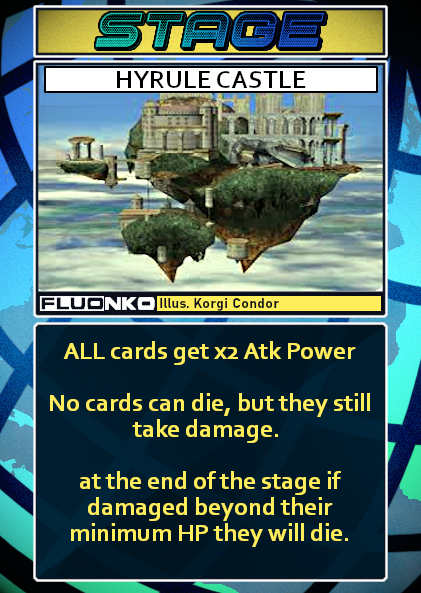 STAGE
HYRULE CASTLE
FLUONKO Illus. Korgi Condor
ALL cards get x2 Atk Power
No cards can die, but they still
take damage.
at the end of the stage if
damaged beyond their
minimum HP they will die.